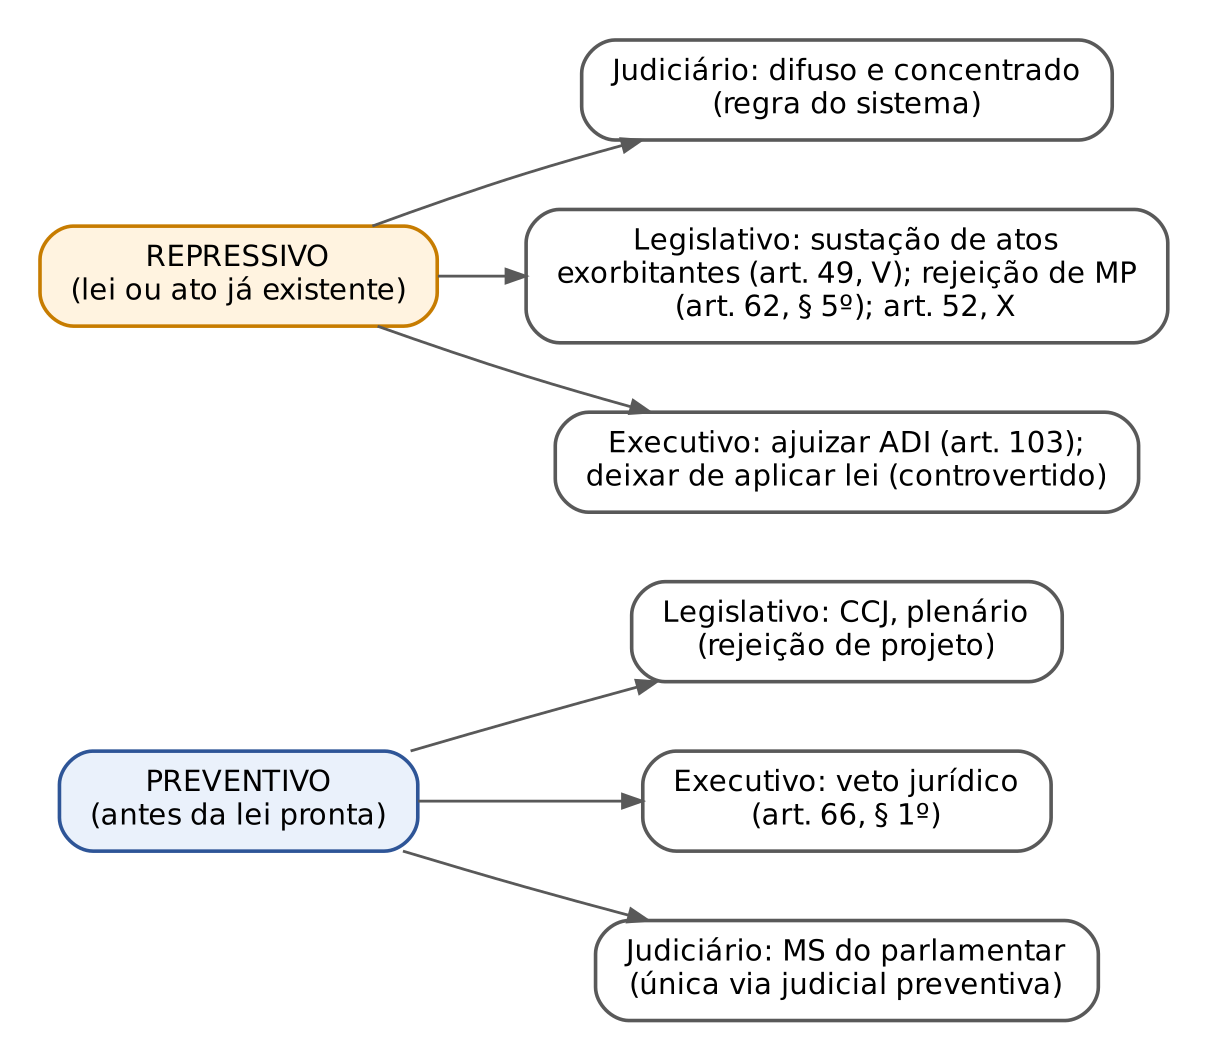 Judiciário: difuso e concentrado
(regra do sistema)
REPRESSIVO
(lei ou ato já existente)
Legislativo: sustação de atos
exorbitantes (art. 49, V); rejeição de MP
(art. 62, § 5º); art. 52, X
Executivo: ajuizar ADI (art. 103);
deixar de aplicar lei (controvertido)
Legislativo: CCJ, plenário
(rejeição de projeto)
PREVENTIVO
(antes da lei pronta)
Executivo: veto jurídico
(art. 66, § 1º)
Judiciário: MS do parlamentar
(única via judicial preventiva)